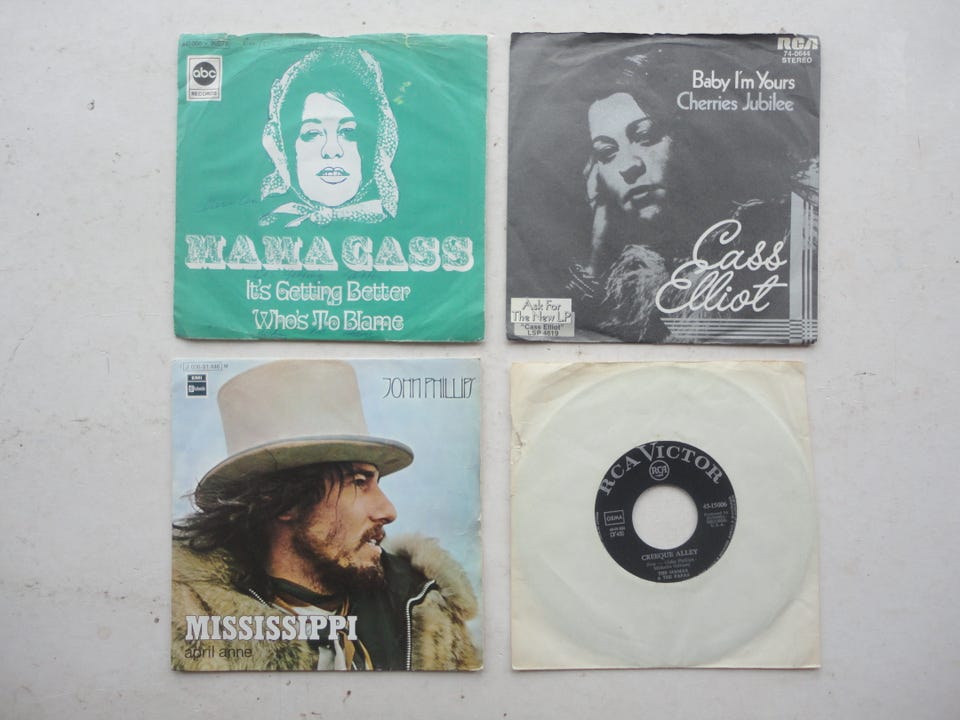 abc
RECORDS
MAMA CASS
It's Getting Better
Who's To Blame
RCA
74-0644
STEREO
Baby I'm Yours
Cherries Jubilee
Cass
Elliot
Ask For
The New LP
"Cass Elliot"
LSP 4619
EMI
Stateside
JOHN PHILLIPS
MISSISSIPPI
april anne
RCA VICTOR
RCA
45-15006
GEMA
CREEQUE ALLEY
THE MAMAS
& THE PAPAS